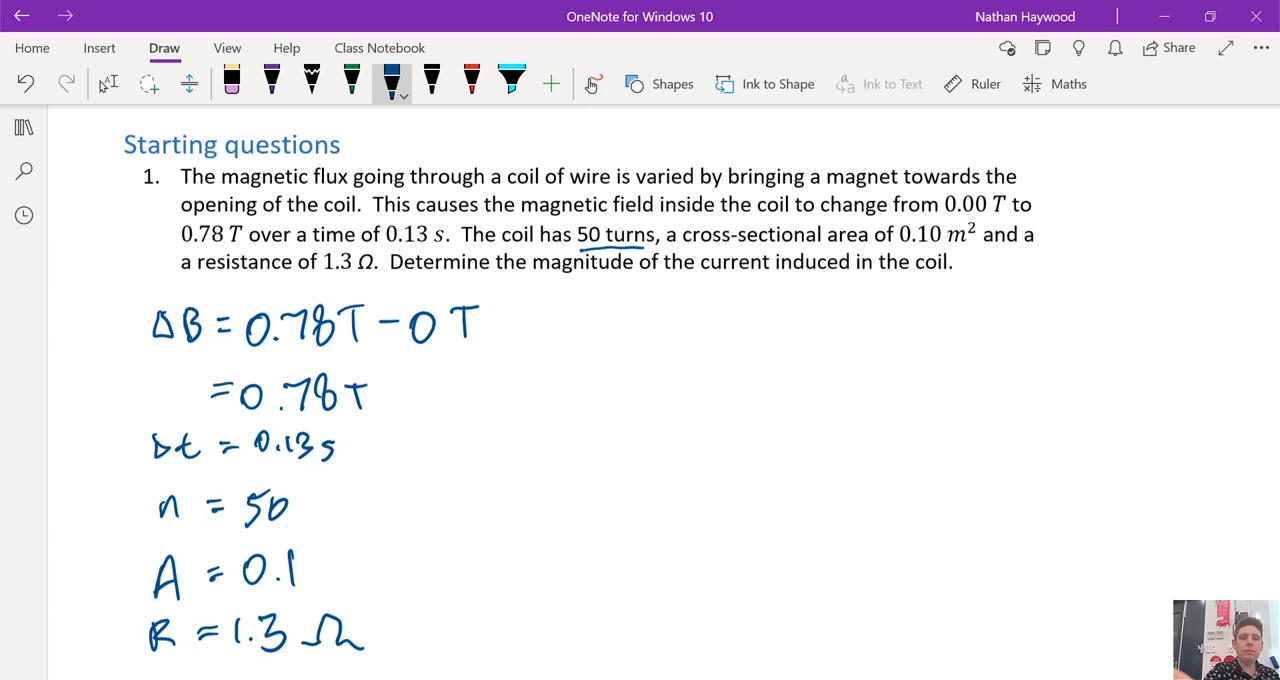 OneNote for Windows 10
Nathan Haywood
Home Insert Draw View Help Class Notebook Share
Shapes Ink to Shape Ink to Text Ruler Maths
Starting questions
1. The magnetic flux going through a coil of wire is varied by bringing a magnet towards the
opening of the coil. This causes the magnetic field inside the coil to change from 0.00 T to
0.78 T over a time of 0.13 s. The coil has 50 turns, a cross-sectional area of 0.10 m² and a
a resistance of 1.3 Ω. Determine the magnitude of the current induced in the coil.
ΔB = 0.78T - 0 T
= 0.78T
Δt = 0.13s
n = 50
A = 0.1
R = 1.3 Ω